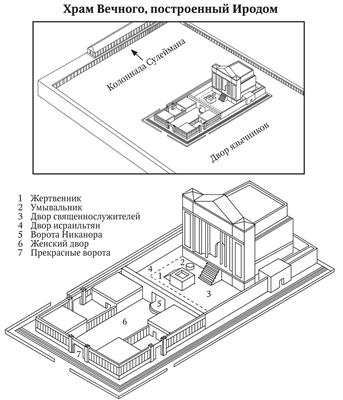 Храм Вечного, построенный Иродом
Колоннада Сулеймана
Двор язычников
1 Жертвенник
2 Умывальник
3 Двор священнослужителей
4 Двор исраильтян
5 Ворота Никанора
6 Женский двор
7 Прекрасные ворота
4
2
1
3
5
6
7